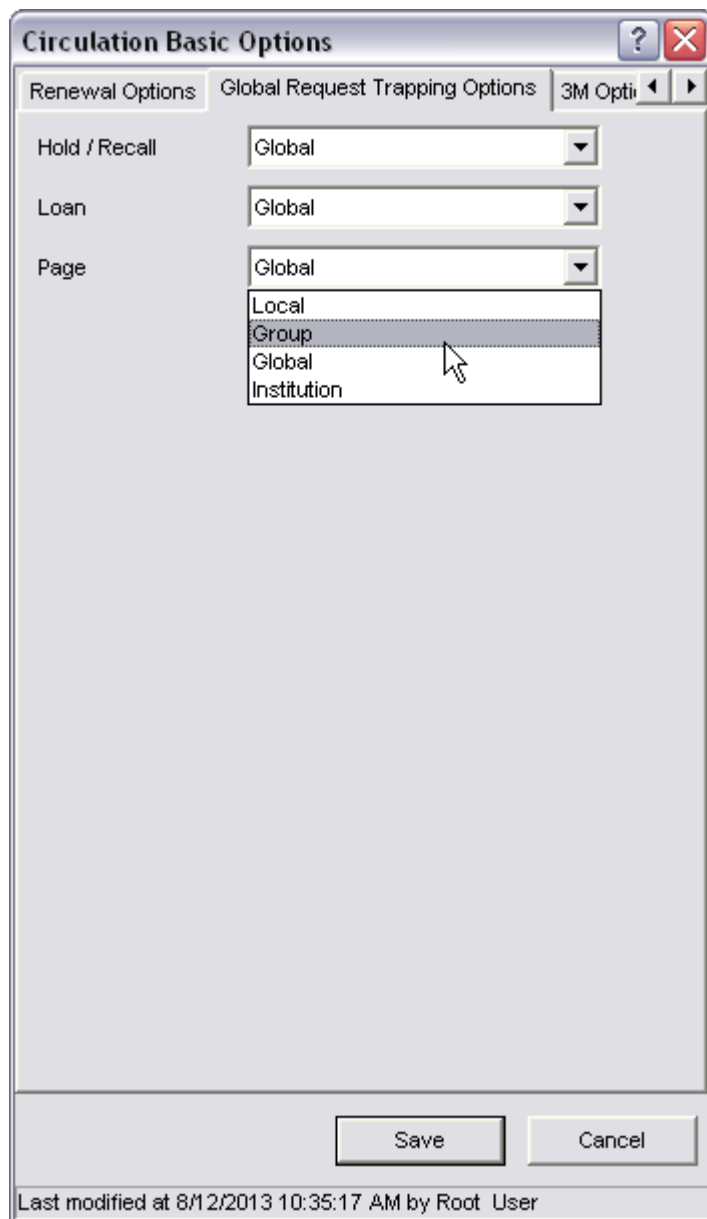 Circulation Basic Options
Renewal Options Global Request Trapping Options 3M Opti
Hold / Recall Global
Loan Global
Page Global
Local
Group
Global
Institution
Save Cancel
Last modified at 8/12/2013 10:35:17 AM by Root User